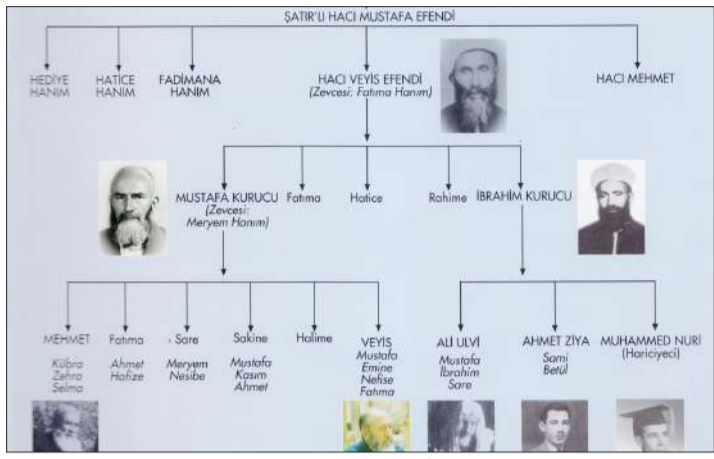 ŞATIR'LI HACI MUSTAFA EFENDİ
HEDİYE
HANIM
HATİCE
HANIM
FADİMANA
HANIM
HACI VEYİS EFENDİ
(Zevcesi: Fatıma Hanım)
HACI MEHMET
MUSTAFA KURUCU
(Zevcesi:
Meryem Hanım)
Fatıma
Hatice
Rahime
İBRAHİM KURUCU
MEHMET
Kübra
Zehra
Selma
Fatıma
Ahmet
Hafize
Sare
Meryem
Nesibe
Sakine
Mustafa
Kasım
Ahmet
Halime
VEYİS
Mustafa
Emine
Nefise
Fatıma
ALİ ULVİ
Mustafa
İbrahim
Sare
AHMET ZİYA
Sami
Betül
MUHAMMED NURİ
(Hariciyeci)